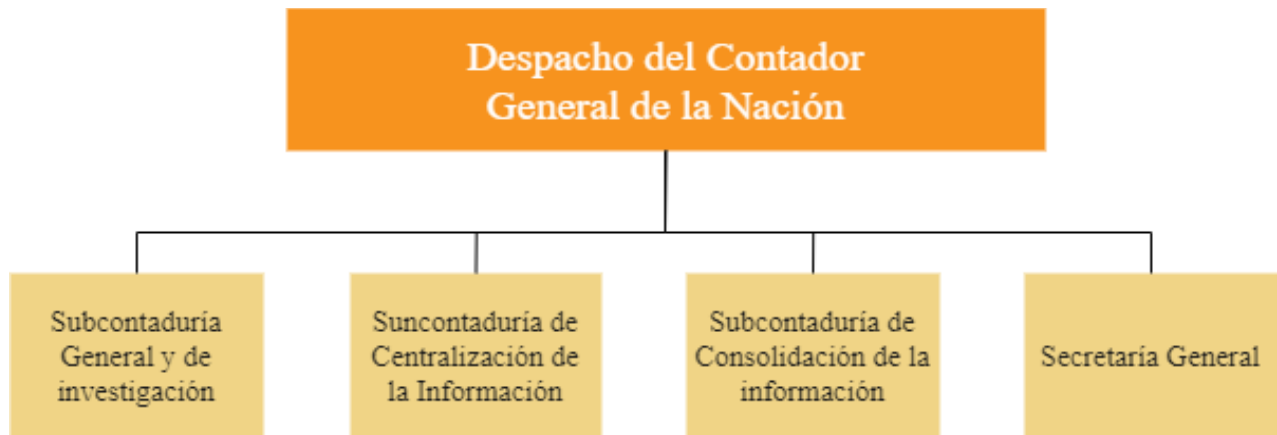 Despacho del Contador
General de la Nación
Subcontaduría
General y de
investigación
Suncontaduría de
Centralización de
la Información
Subcontaduría de
Consolidación de la
información
Secretaría General